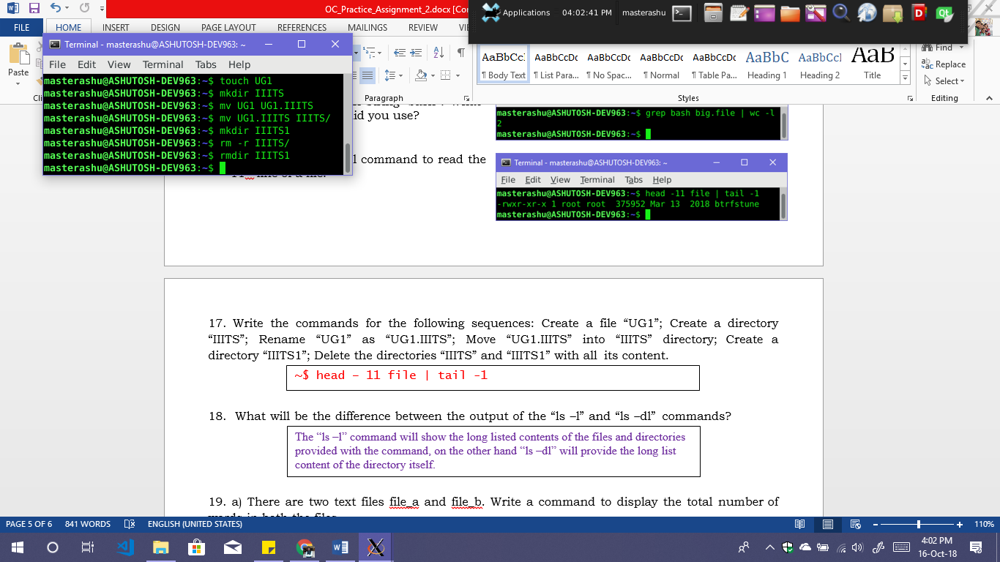 OC_Practice_Assignment_2.docx [Co
Applications 04:02:41 PM masterashu
FILE HOME INSERT DESIGN PAGE LAYOUT REFERENCES MAILINGS REVIEW
Terminal - masterashu@ASHUTOSH-DEV963: ~
File Edit View Terminal Tabs Help
masterashu@ASHUTOSH-DEV963:~$ touch UG1
masterashu@ASHUTOSH-DEV963:~$ mkdir IIITS
masterashu@ASHUTOSH-DEV963:~$ mv UG1 UG1.IIITS
masterashu@ASHUTOSH-DEV963:~$ mv UG1.IIITS IIITS/
masterashu@ASHUTOSH-DEV963:~$ mkdir IIITS1
masterashu@ASHUTOSH-DEV963:~$ rm -r IIITS/
masterashu@ASHUTOSH-DEV963:~$ rmdir IIITS1
masterashu@ASHUTOSH-DEV963:~$
Paste
Paragraph
AaBbCc AaBbCcDc AaBbCcDc AaBbCcDc AaBbCcDc AaBbC AaBbCcl AaB
¶ Body Text ¶ List Para... ¶ No Spac... ¶ Normal ¶ Table Pa... Heading 1 Heading 2 Title
Styles
Find
Replace
Select
Editing
id you use?
masterashu@ASHUTOSH-DEV963:~$ grep bash big.file | wc -l
2
masterashu@ASHUTOSH-DEV963:~$
l command to read the
Terminal - masterashu@ASHUTOSH-DEV963: ~
File Edit View Terminal Tabs Help
masterashu@ASHUTOSH-DEV963:~$ head -11 file | tail -1
-rwxr-xr-x 1 root root  375952 Mar 13  2018 btrfstune
masterashu@ASHUTOSH-DEV963:~$
17. Write the commands for the following sequences: Create a file “UG1”; Create a directory
“IIITS”; Rename “UG1” as “UG1.IIITS”; Move “UG1.IIITS” into “IIITS” directory; Create a
directory “IIITS1”; Delete the directories “IIITS” and “IIITS1” with all its content.
~$ head – 11 file | tail -1
18. What will be the difference between the output of the “ls –l” and “ls –dl” commands?
The “ls –l” command will show the long listed contents of the files and directories
provided with the command, on the other hand “ls –dl” will provide the long list
content of the directory itself.
19. a) There are two text files file_a and file_b. Write a command to display the total number of
words in both the files
PAGE 5 OF 6 841 WORDS ENGLISH (UNITED STATES) 110%
4:02 PM
16-Oct-18